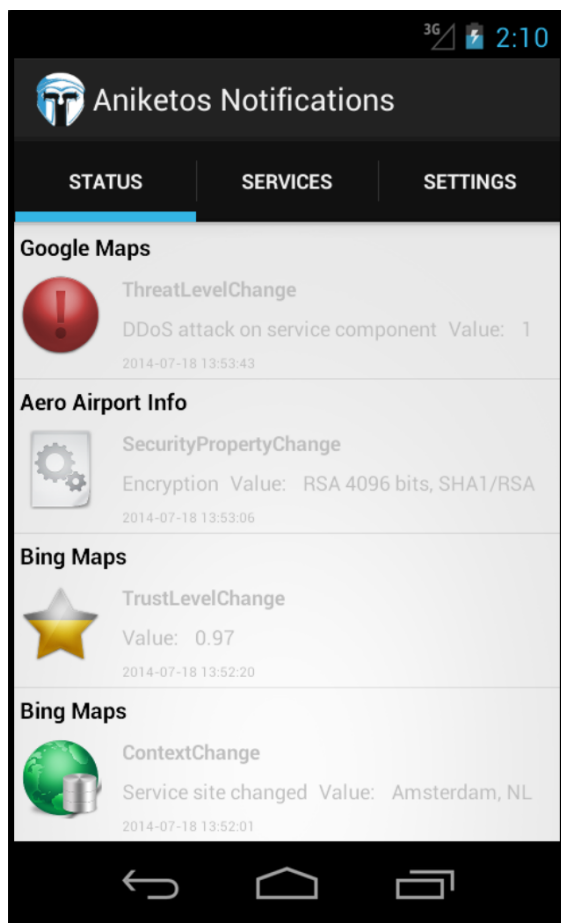 3G 2:10
Aniketos Notifications
STATUS SERVICES SETTINGS
Google Maps
ThreatLevelChange
DDoS attack on service component Value: 1
2014-07-18 13:53:43
Aero Airport Info
SecurityPropertyChange
Encryption Value: RSA 4096 bits, SHA1/RSA
2014-07-18 13:53:06
Bing Maps
TrustLevelChange
Value: 0.97
2014-07-18 13:52:20
Bing Maps
ContextChange
Service site changed Value: Amsterdam, NL
2014-07-18 13:52:01